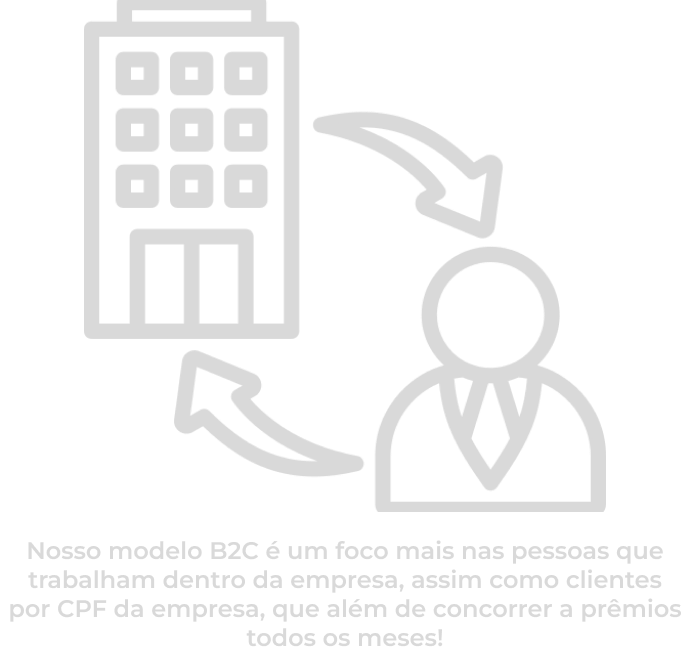 Nosso modelo B2C é um foco mais nas pessoas que
trabalham dentro da empresa, assim como clientes
por CPF da empresa, que além de concorrer a prêmios
todos os meses!